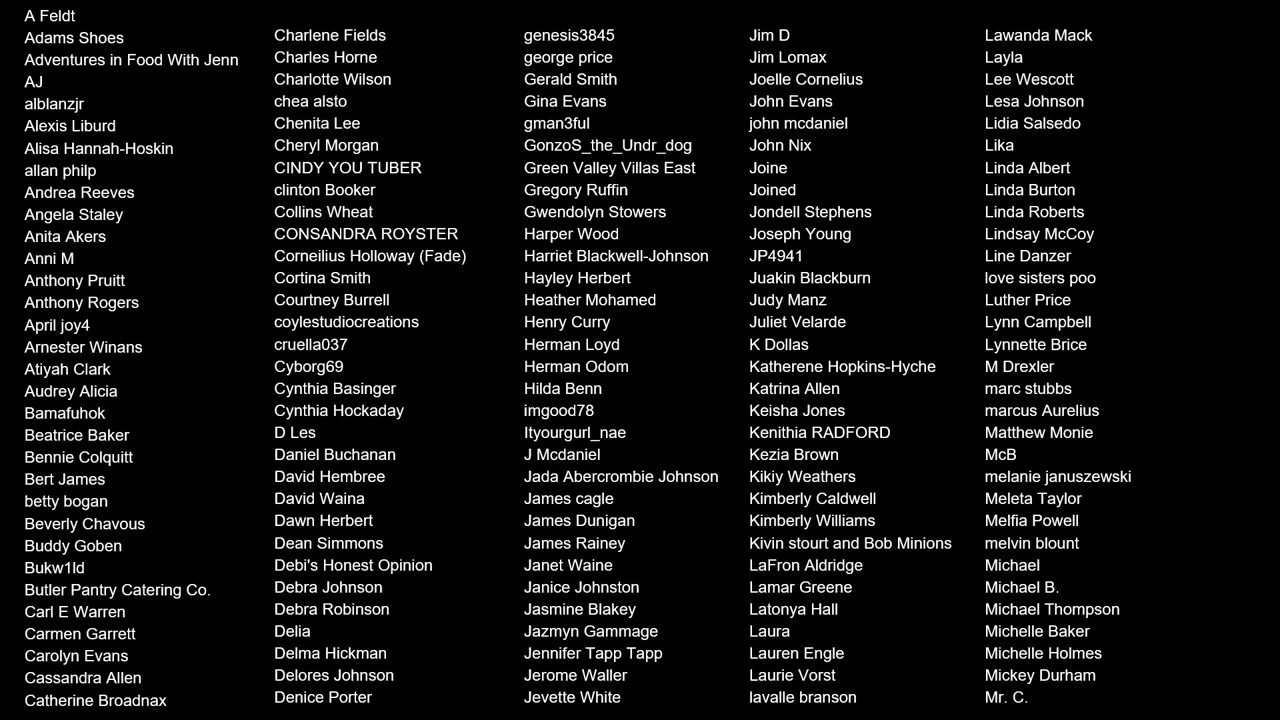 A Feldt
Adams Shoes
Adventures in Food With Jenn
AJ
alblanzjr
Alexis Liburd
Alisa Hannah-Hoskin
allan philp
Andrea Reeves
Angela Staley
Anita Akers
Anni M
Anthony Pruitt
Anthony Rogers
April joy4
Arnester Winans
Atiyah Clark
Audrey Alicia
Bamafuhok
Beatrice Baker
Bennie Colquitt
Bert James
betty bogan
Beverly Chavous
Buddy Goben
Bukw1ld
Butler Pantry Catering Co.
Carl E Warren
Carmen Garrett
Carolyn Evans
Cassandra Allen
Catherine Broadnax
Charlene Fields
Charles Horne
Charlotte Wilson
chea alsto
Chenita Lee
Cheryl Morgan
CINDY YOU TUBER
clinton Booker
Collins Wheat
CONSANDRA ROYSTER
Corneilius Holloway (Fade)
Cortina Smith
Courtney Burrell
coylestudiocreations
cruella037
Cyborg69
Cynthia Basinger
Cynthia Hockaday
D Les
Daniel Buchanan
David Hembree
David Waina
Dawn Herbert
Dean Simmons
Debi's Honest Opinion
Debra Johnson
Debra Robinson
Delia
Delma Hickman
Delores Johnson
Denice Porter
genesis3845
george price
Gerald Smith
Gina Evans
gman3ful
GonzoS_the_Undr_dog
Green Valley Villas East
Gregory Ruffin
Gwendolyn Stowers
Harper Wood
Harriet Blackwell-Johnson
Hayley Herbert
Heather Mohamed
Henry Curry
Herman Loyd
Herman Odom
Hilda Benn
imgood78
Ityourgurl_nae
J Mcdaniel
Jada Abercrombie Johnson
James cagle
James Dunigan
James Rainey
Janet Waine
Janice Johnston
Jasmine Blakey
Jazmyn Gammage
Jennifer Tapp Tapp
Jerome Waller
Jevette White
Jim D
Jim Lomax
Joelle Cornelius
John Evans
john mcdaniel
John Nix
Joine
Joined
Jondell Stephens
Joseph Young
JP4941
Juakin Blackburn
Judy Manz
Juliet Velarde
K Dollas
Katherene Hopkins-Hyche
Katrina Allen
Keisha Jones
Kenithia RADFORD
Kezia Brown
Kikiy Weathers
Kimberly Caldwell
Kimberly Williams
Kivin stourt and Bob Minions
LaFron Aldridge
Lamar Greene
Latonya Hall
Laura
Lauren Engle
Laurie Vorst
lavalle branson
Lawanda Mack
Layla
Lee Wescott
Lesa Johnson
Lidia Salsedo
Lika
Linda Albert
Linda Burton
Linda Roberts
Lindsay McCoy
Line Danzer
love sisters poo
Luther Price
Lynn Campbell
Lynnette Brice
M Drexler
marc stubbs
marcus Aurelius
Matthew Monie
McB
melanie januszewski
Meleta Taylor
Melfia Powell
melvin blount
Michael
Michael B.
Michael Thompson
Michelle Baker
Michelle Holmes
Mickey Durham
Mr. C.